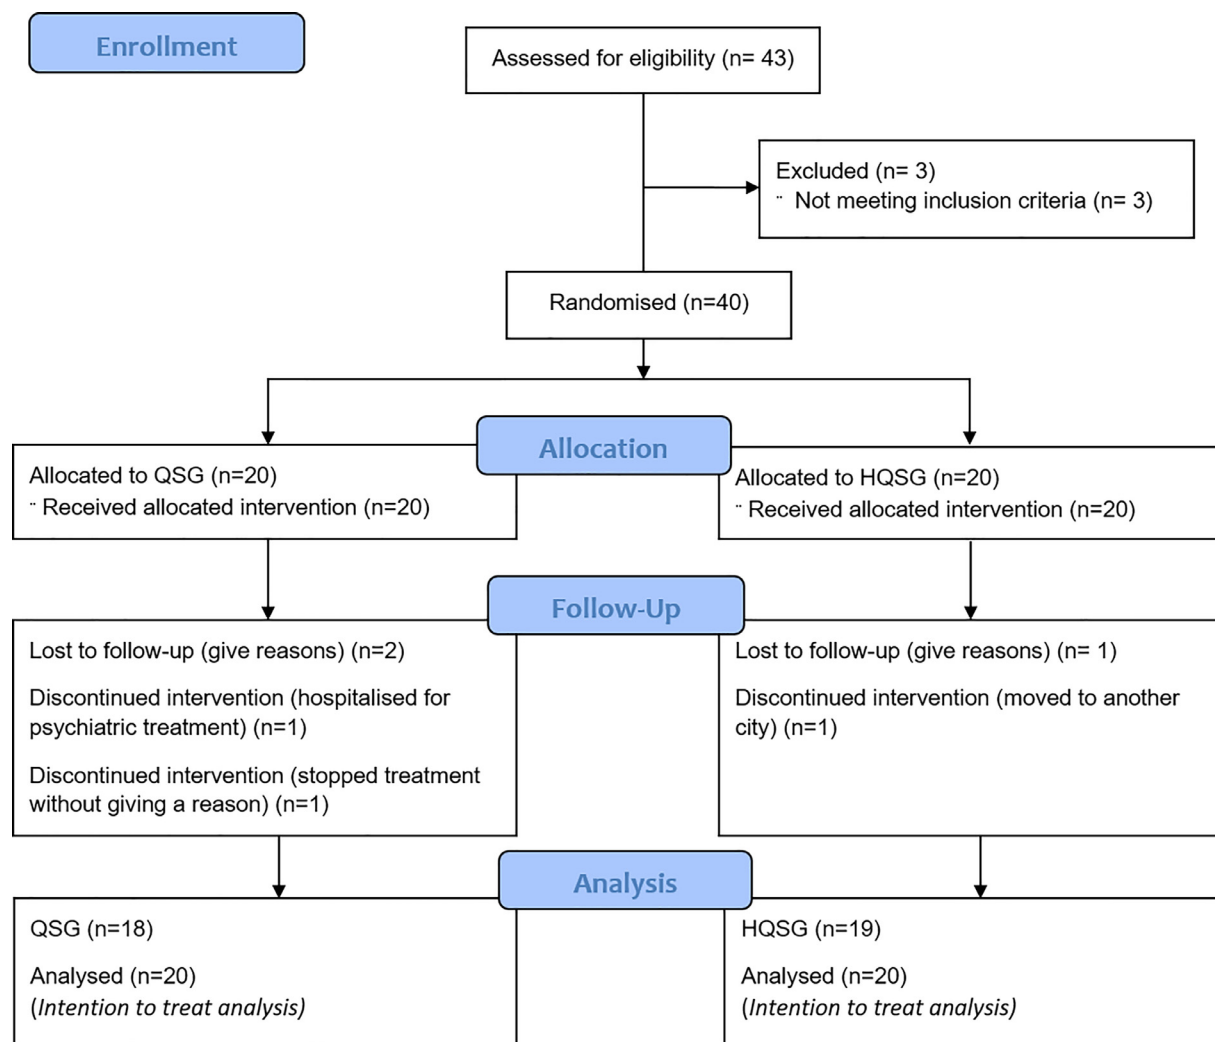 Enrollment
Assessed for eligibility (n= 43)
Excluded (n= 3)
¨ Not meeting inclusion criteria (n= 3)
Randomised (n=40)
Allocation
Allocated to QSG (n=20)
¨ Received allocated intervention (n=20)
Allocated to HQSG (n=20)
¨ Received allocated intervention (n=20)
Follow-Up
Lost to follow-up (give reasons) (n=2)
Discontinued intervention (hospitalised for
psychiatric treatment) (n=1)
Discontinued intervention (stopped treatment
without giving a reason) (n=1)
Lost to follow-up (give reasons) (n= 1)
Discontinued intervention (moved to another
city) (n=1)
Analysis
QSG (n=18)
Analysed (n=20)
(Intention to treat analysis)
HQSG (n=19)
Analysed (n=20)
(Intention to treat analysis)